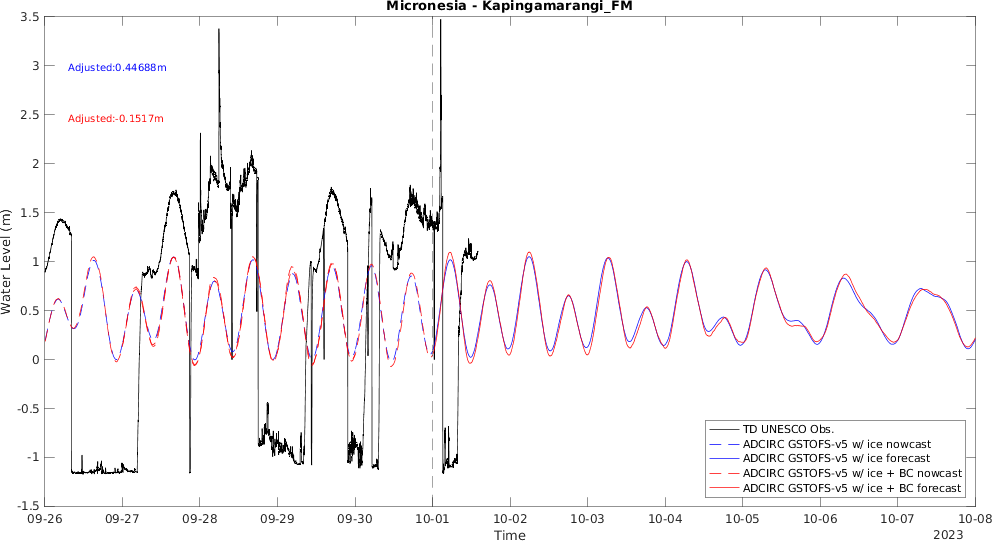 Micronesia - Kapingamarangi_FM
3.5
3
2.5
2
1.5
1
0.5
0
-0.5
-1
-1.5
Water Level (m)
Adjusted:0.44688m
Adjusted:-0.1517m
TD UNESCO Obs.
ADCIRC GSTOFS-v5 w/ ice nowcast
ADCIRC GSTOFS-v5 w/ ice forecast
ADCIRC GSTOFS-v5 w/ ice + BC nowcast
ADCIRC GSTOFS-v5 w/ ice + BC forecast
09-26 09-27 09-28 09-29 09-30 10-01 10-02 10-03 10-04 10-05 10-06 10-07 10-08
Time
2023